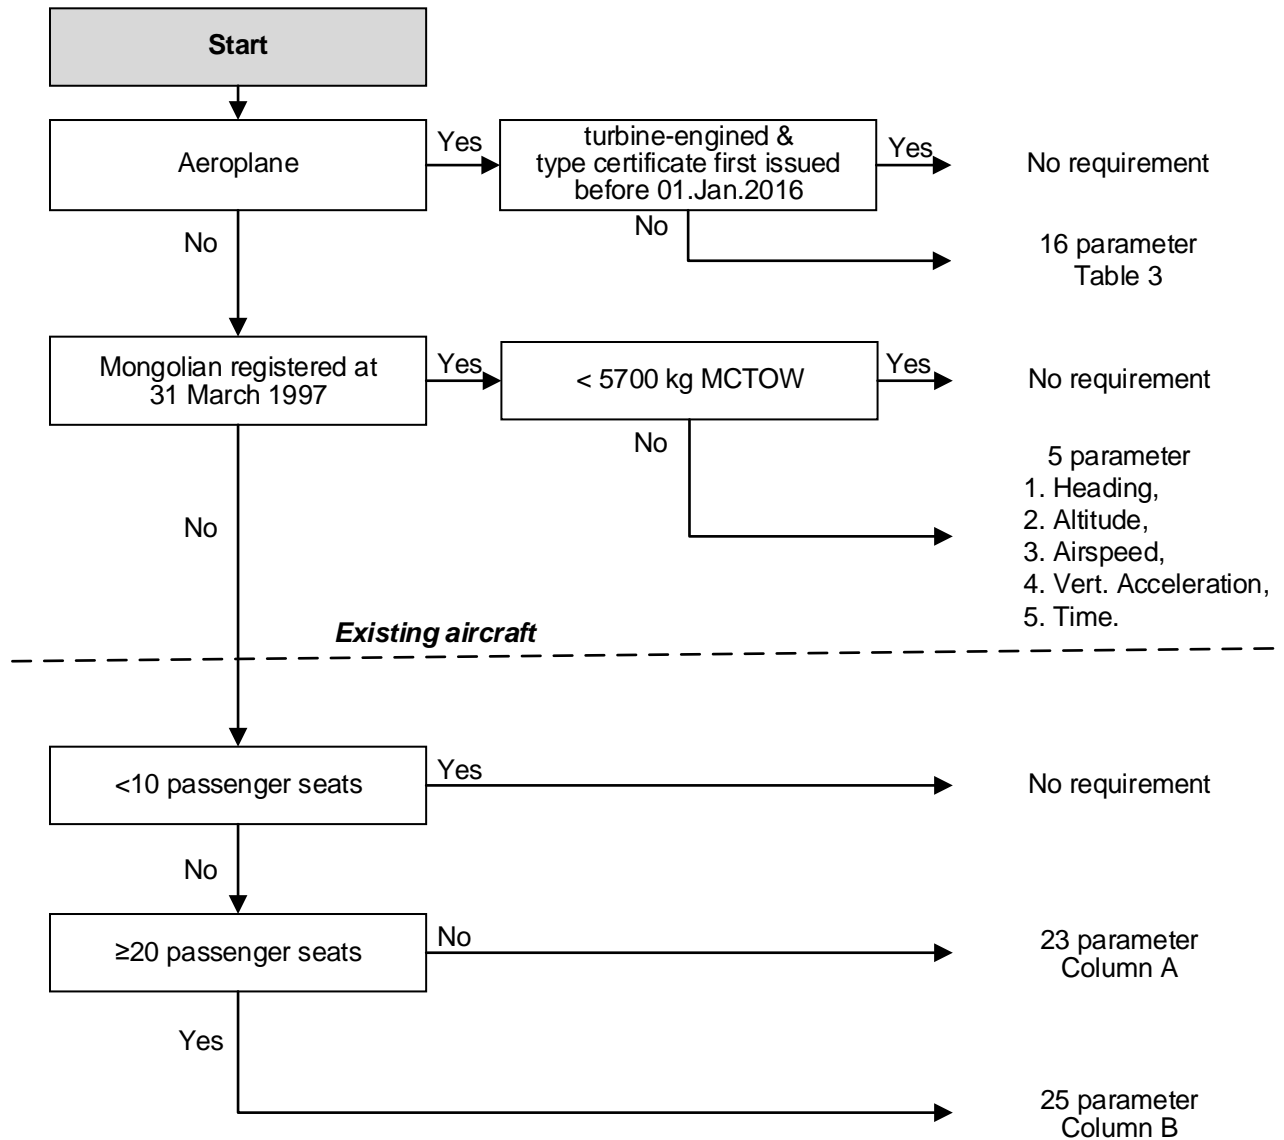 Start
Aeroplane
Yes
turbine-engined &
type certificate first issued
before 01.Jan.2016
Yes
No requirement
No
No
16 parameter
Table 3
Mongolian registered at
31 March 1997
Yes
< 5700 kg MCTOW
Yes
No requirement
No
No
5 parameter
1. Heading,
2. Altitude,
3. Airspeed,
4. Vert. Acceleration,
5. Time.
Existing aircraft
<10 passenger seats
Yes
No requirement
No
≥20 passenger seats
No
23 parameter
Column A
Yes
25 parameter
Column B